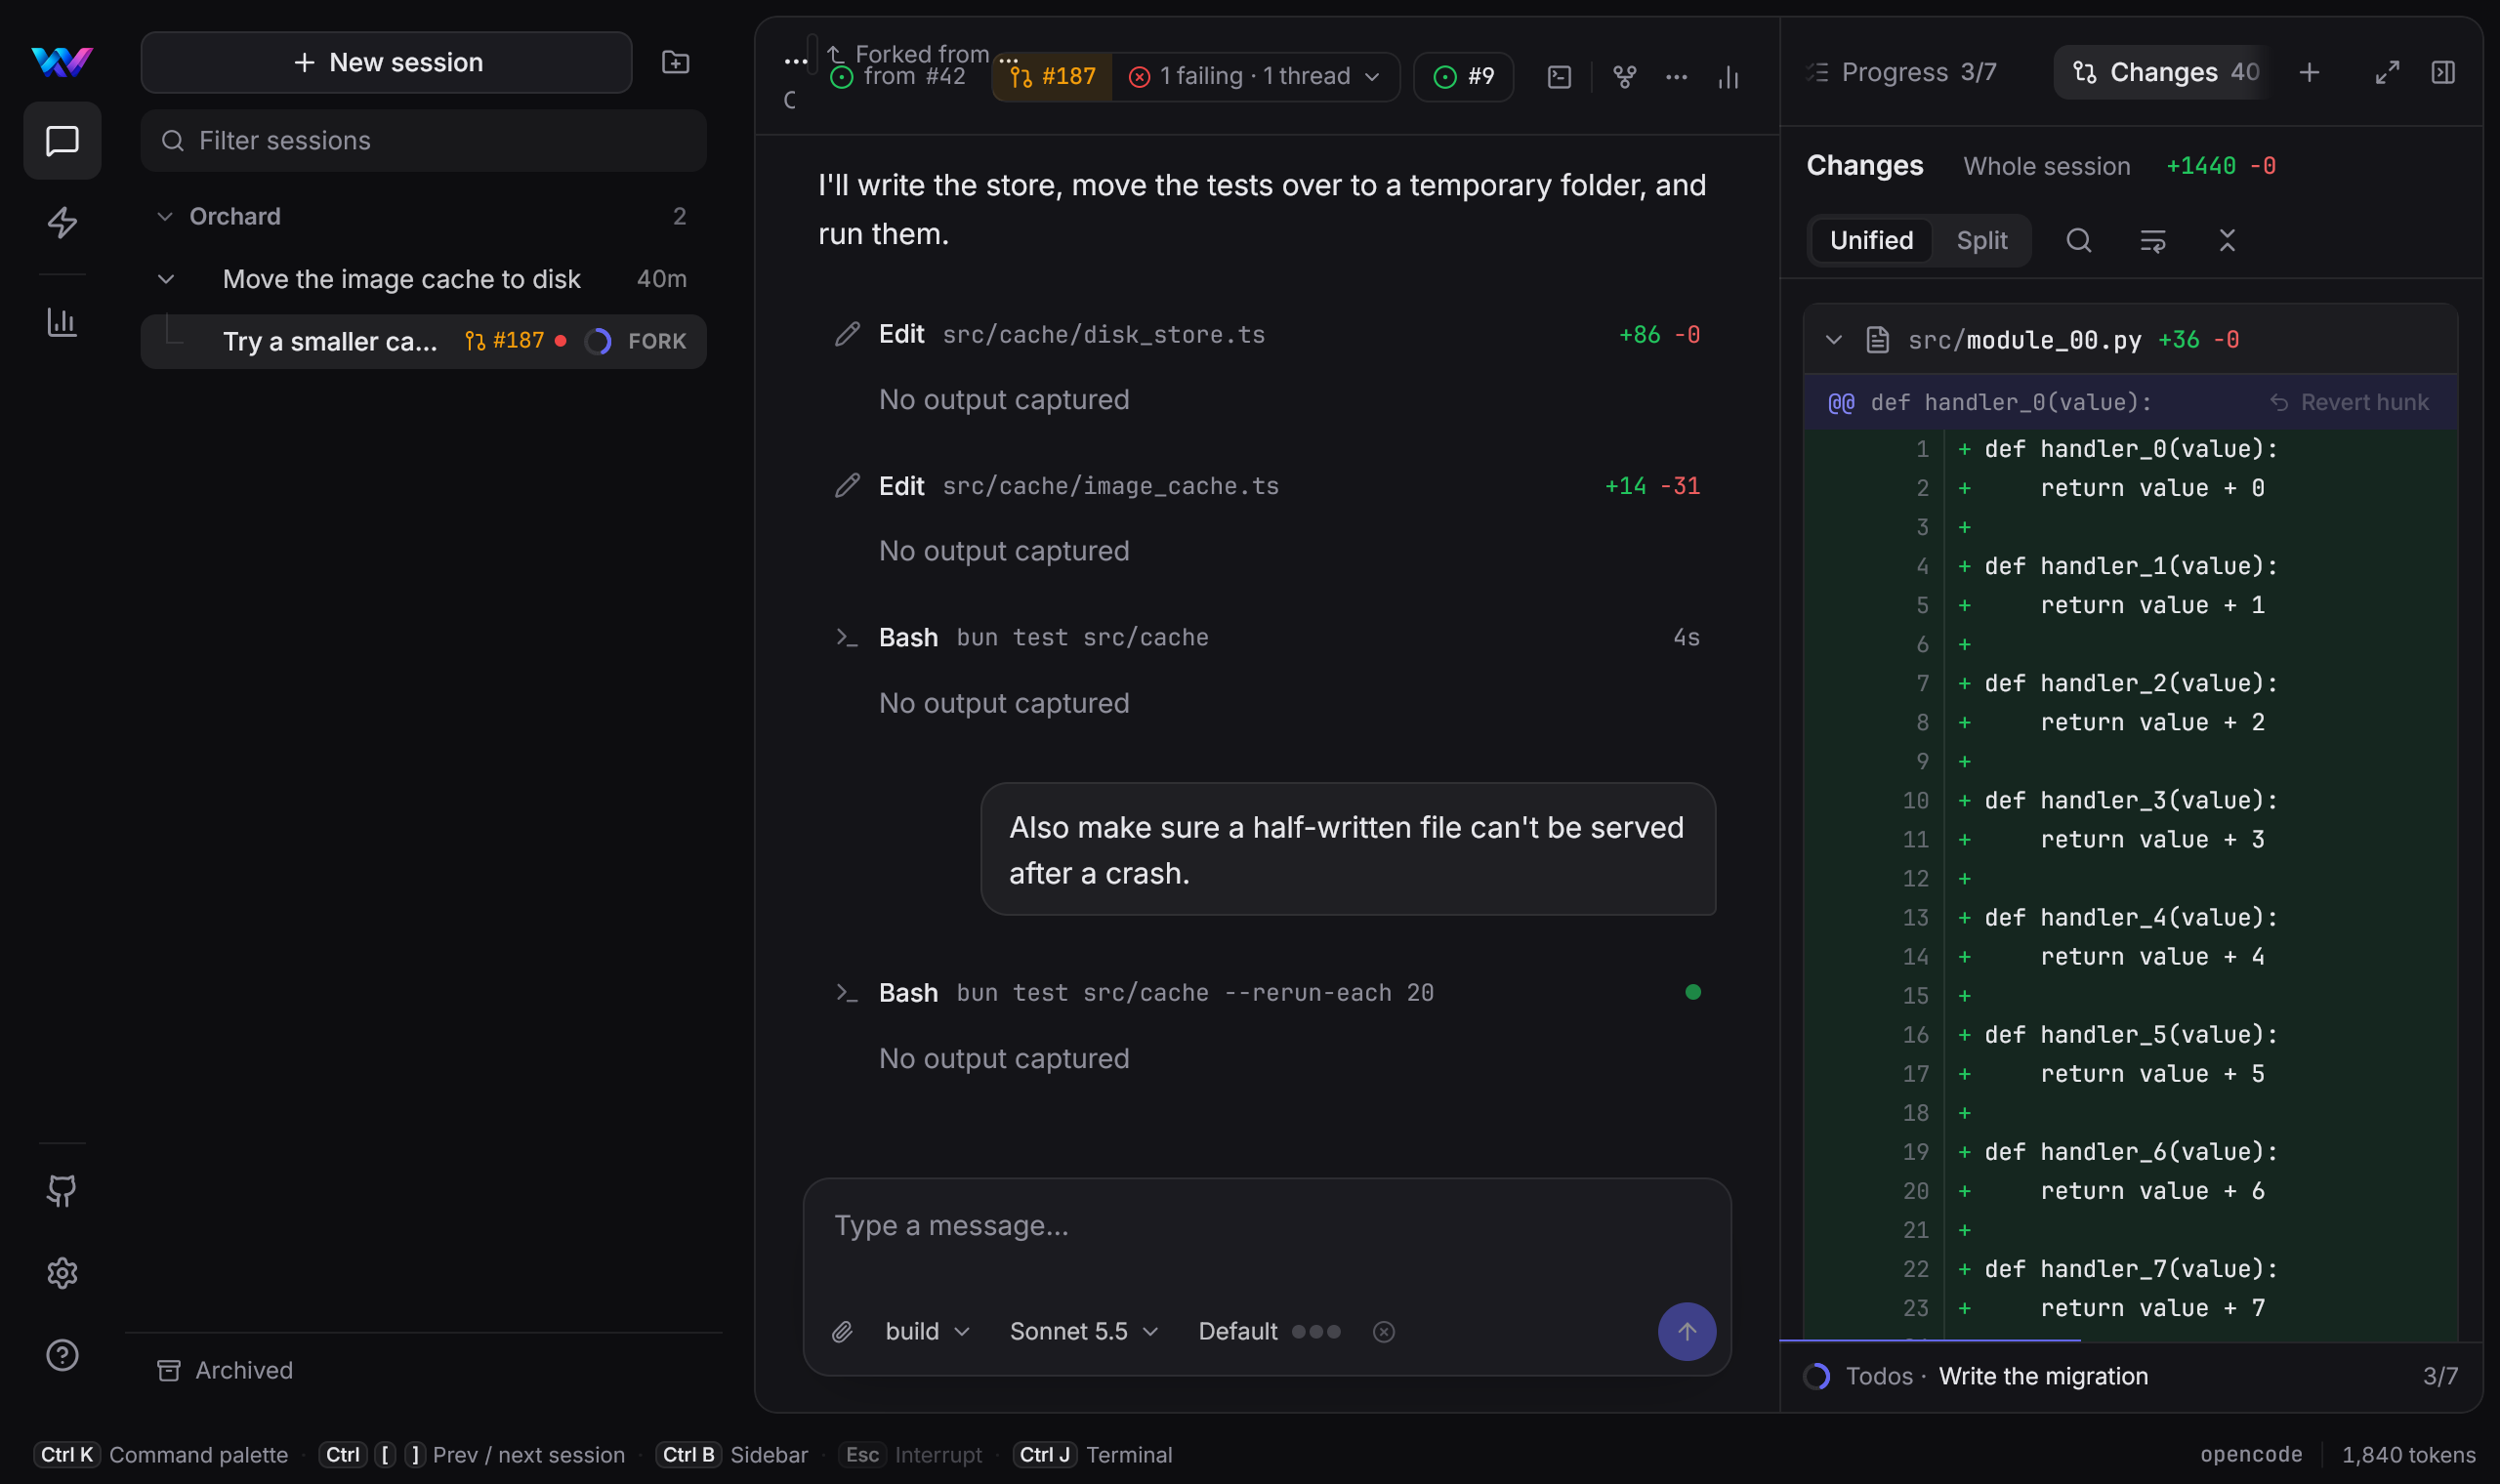 New session
Filter sessions
Orchard 2
Move the image cache to disk 40m
Try a smaller ca... #187 FORK
Archived
... Forked from ...
from #42
#187 1 failing · 1 thread #9
I'll write the store, move the tests over to a temporary folder, and
run them.
Edit src/cache/disk_store.ts +86 -0
No output captured
Edit src/cache/image_cache.ts +14 -31
No output captured
Bash bun test src/cache 4s
No output captured
Also make sure a half-written file can't be served
after a crash.
Bash bun test src/cache --rerun-each 20
No output captured
Type a message...
build Sonnet 5.5 Default
Progress 3/7 Changes 40
Changes Whole session +1440 -0
Unified Split
src/module_00.py +36 -0
@@ def handler_0(value): Revert hunk
1 + def handler_0(value):
2 + return value + 0
3 +
4 + def handler_1(value):
5 + return value + 1
6 +
7 + def handler_2(value):
8 + return value + 2
9 +
10 + def handler_3(value):
11 + return value + 3
12 +
13 + def handler_4(value):
14 + return value + 4
15 +
16 + def handler_5(value):
17 + return value + 5
18 +
19 + def handler_6(value):
20 + return value + 6
21 +
22 + def handler_7(value):
23 + return value + 7
Todos · Write the migration 3/7
Ctrl K Command palette · Ctrl [ ] Prev / next session · Ctrl B Sidebar · Esc Interrupt · Ctrl J Terminal
opencode 1,840 tokens